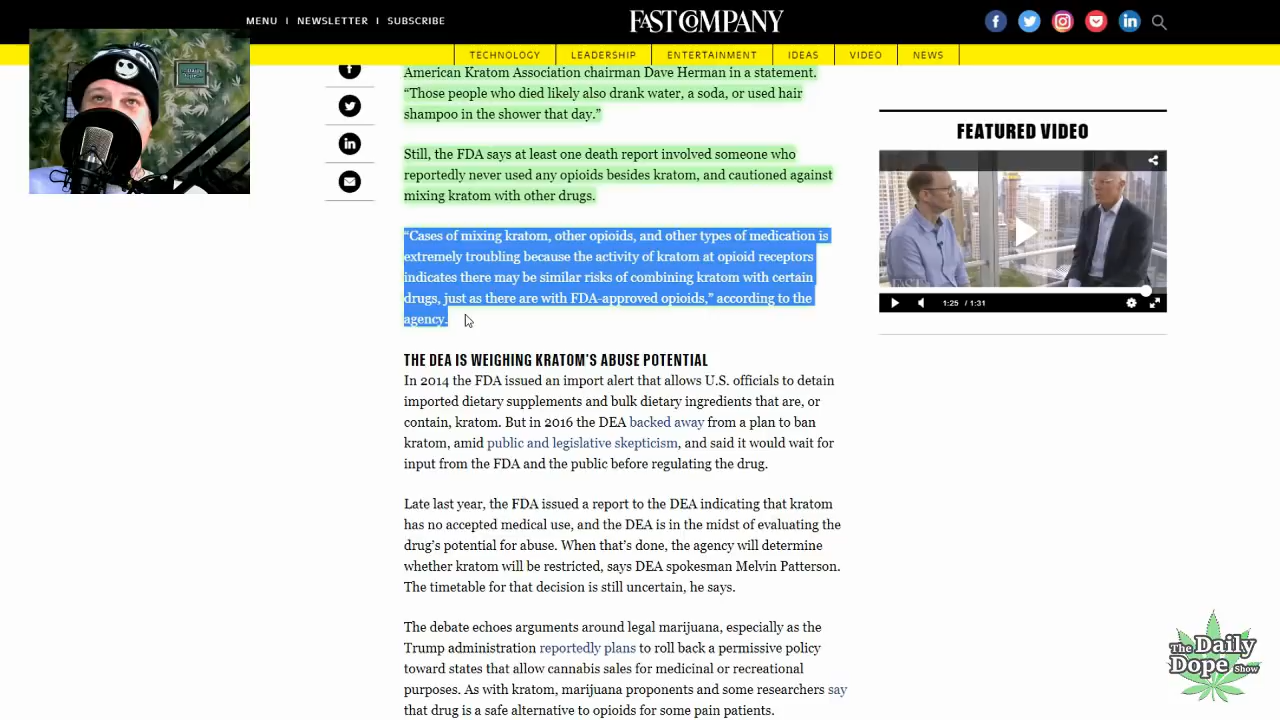 MENU | NEWSLETTER | SUBSCRIBE
FAST COMPANY
TECHNOLOGY
LEADERSHIP
ENTERTAINMENT
IDEAS
VIDEO
NEWS
American Kratom Association chairman Dave Herman in a statement.
“Those people who died likely also drank water, a soda, or used hair
shampoo in the shower that day.”
Still, the FDA says at least one death report involved someone who
reportedly never used any opioids besides kratom, and cautioned against
mixing kratom with other drugs.
“Cases of mixing kratom, other opioids, and other types of medication is
extremely troubling because the activity of kratom at opioid receptors
indicates there may be similar risks of combining kratom with certain
drugs, just as there are with FDA-approved opioids,” according to the
agency.
THE DEA IS WEIGHING KRATOM’S ABUSE POTENTIAL
In 2014 the FDA issued an import alert that allows U.S. officials to detain
imported dietary supplements and bulk dietary ingredients that are, or
contain, kratom. But in 2016 the DEA backed away from a plan to ban
kratom, amid public and legislative skepticism, and said it would wait for
input from the FDA and the public before regulating the drug.
Late last year, the FDA issued a report to the DEA indicating that kratom
has no accepted medical use, and the DEA is in the midst of evaluating the
drug’s potential for abuse. When that’s done, the agency will determine
whether kratom will be restricted, says DEA spokesman Melvin Patterson.
The timetable for that decision is still uncertain, he says.
The debate echoes arguments around legal marijuana, especially as the
Trump administration reportedly plans to roll back a permissive policy
toward states that allow cannabis sales for medicinal or recreational
purposes. As with kratom, marijuana proponents and some researchers say
that drug is a safe alternative to opioids for some pain patients.
FEATURED VIDEO
1:25 / 1:31
The Daily
Dope Show